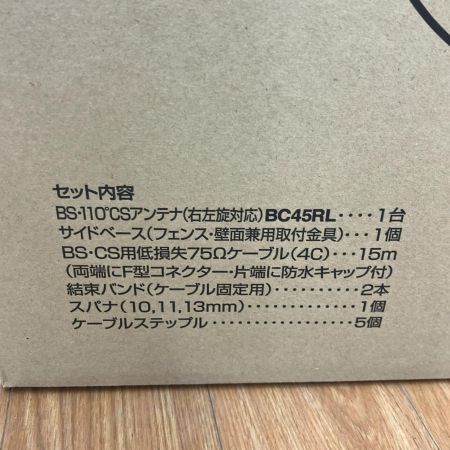 セット内容
BS・110°CSアンテナ(右左旋対応)BC45RL・・・・1台
サイドベース(フェンス・壁面兼用取付金具)・・・1個
BS・CS用低損失75Ωケーブル(4C)・・・・15m
(両端にF型コネクター・片端に防水キャップ付)
結束バンド(ケーブル固定用)・・・・・・・・・・2本
スパナ(10,11,13mm)・・・・・・・・・・・・・1個
ケーブルステップル・・・・・・・・・・・・・・・5個